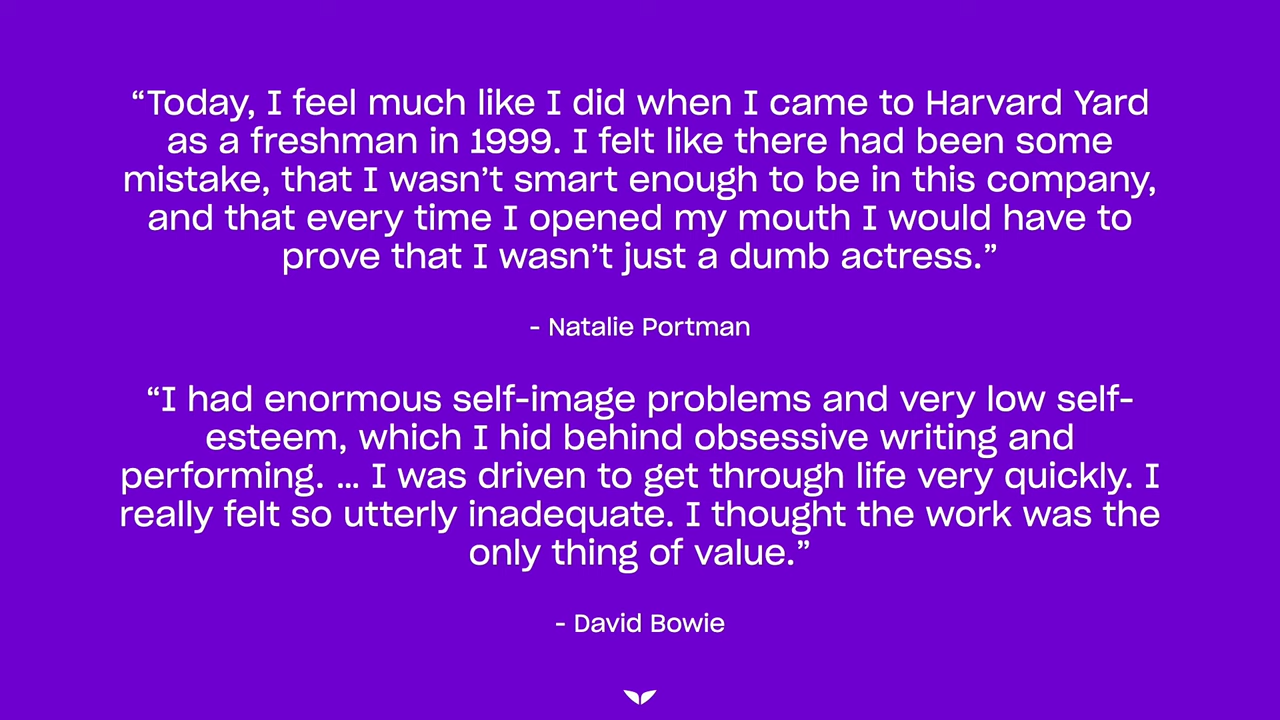 “Today, I feel much like I did when I came to Harvard Yard
as a freshman in 1999. I felt like there had been some
mistake, that I wasn’t smart enough to be in this company,
and that every time I opened my mouth I would have to
prove that I wasn’t just a dumb actress.”
- Natalie Portman
“I had enormous self-image problems and very low self-
esteem, which I hid behind obsessive writing and
performing. ... I was driven to get through life very quickly. I
really felt so utterly inadequate. I thought the work was the
only thing of value.”
- David Bowie